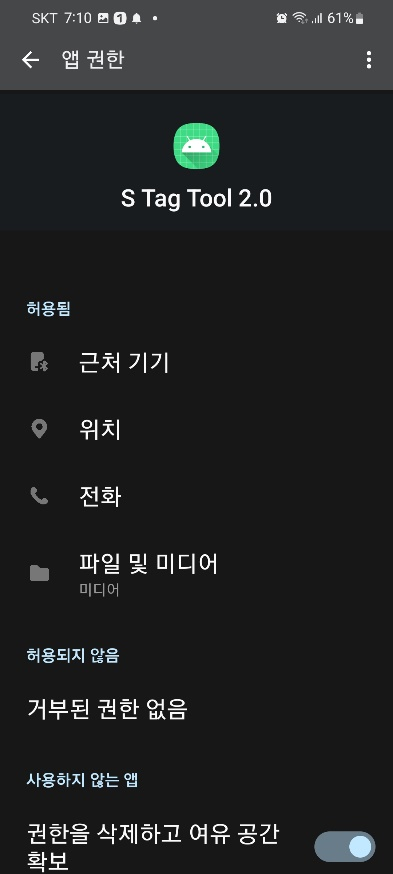 SKT 7:10 1 61%
앱 권한
S Tag Tool 2.0
허용됨
근처 기기
위치
전화
파일 및 미디어
미디어
허용되지 않음
거부된 권한 없음
사용하지 않는 앱
권한을 삭제하고 여유 공간
확보